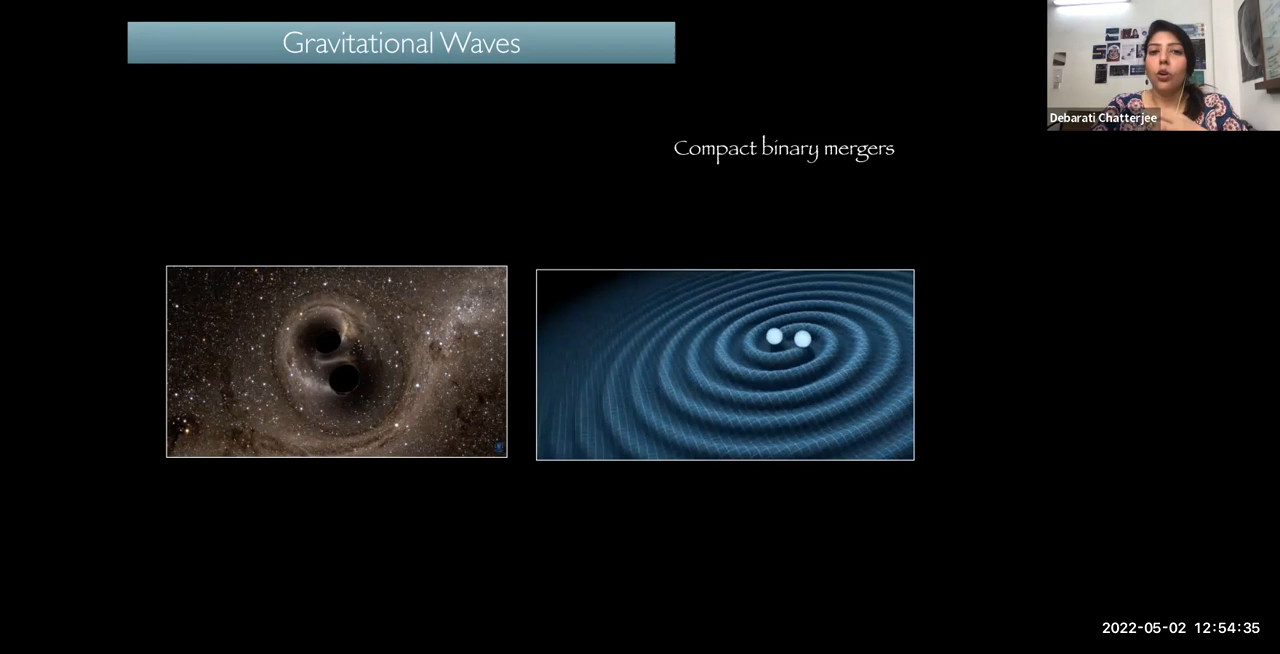 Gravitational Waves
Debarati Chatterjee
Compact binary mergers
2022-05-02 12:54:35